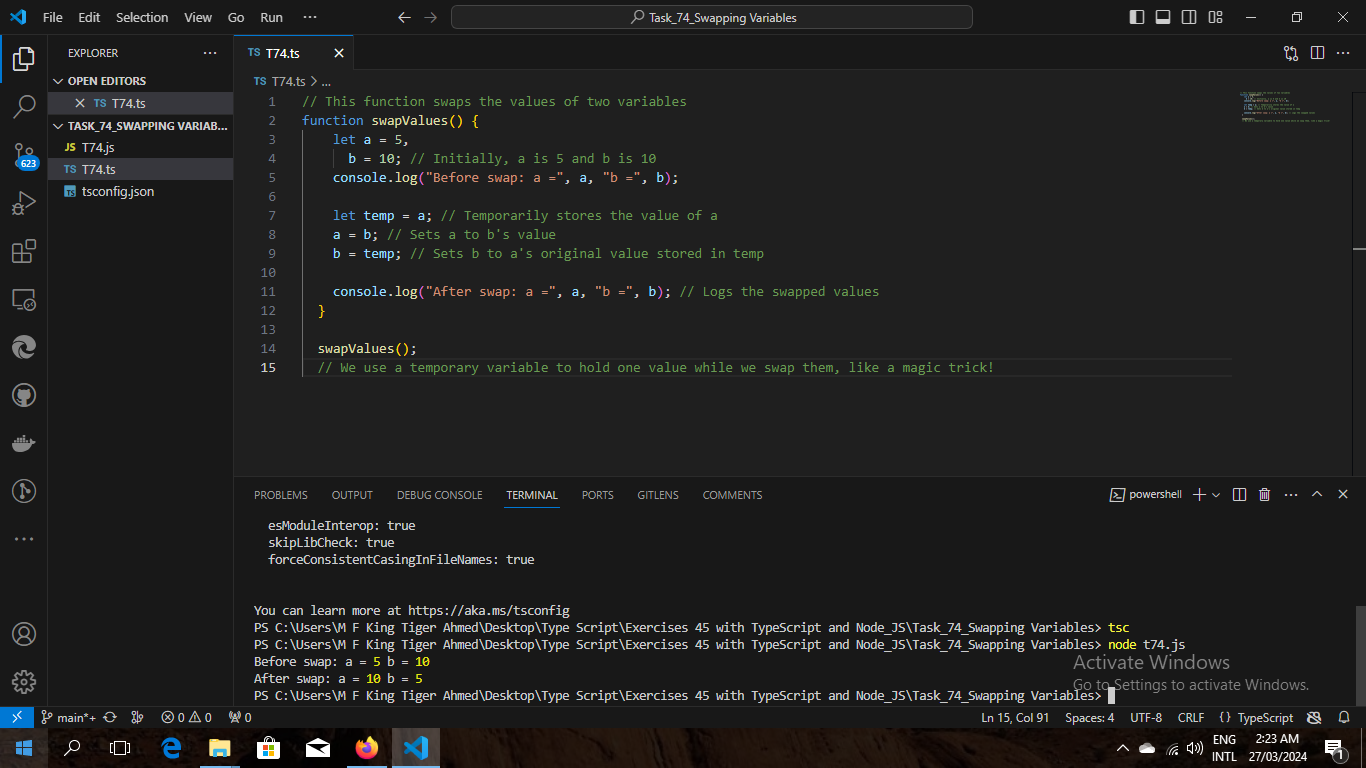 File Edit Selection View Go Run ··· Task_74_Swapping Variables
EXPLORER ···
OPEN EDITORS
TS T74.ts
TASK_74_SWAPPING VARIAB...
JS T74.js
TS T74.ts
TS tsconfig.json
623
TS T74.ts
TS T74.ts > ...
1 // This function swaps the values of two variables
2 function swapValues() {
3 let a = 5,
4 b = 10; // Initially, a is 5 and b is 10
5 console.log("Before swap: a =", a, "b =", b);
6
7 let temp = a; // Temporarily stores the value of a
8 a = b; // Sets a to b's value
9 b = temp; // Sets b to a's original value stored in temp
10
11 console.log("After swap: a =", a, "b =", b); // Logs the swapped values
12 }
13
14 swapValues();
15 // We use a temporary variable to hold one value while we swap them, like a magic trick!
PROBLEMS OUTPUT DEBUG CONSOLE TERMINAL PORTS GITLENS COMMENTS powershell
esModuleInterop: true
skipLibCheck: true
forceConsistentCasingInFileNames: true
You can learn more at https://aka.ms/tsconfig
PS C:\Users\M F King Tiger Ahmed\Desktop\Type Script\Exercises 45 with TypeScript and Node_JS\Task_74_Swapping Variables> tsc
PS C:\Users\M F King Tiger Ahmed\Desktop\Type Script\Exercises 45 with TypeScript and Node_JS\Task_74_Swapping Variables> node t74.js
Before swap: a = 5 b = 10
After swap: a = 10 b = 5
PS C:\Users\M F King Tiger Ahmed\Desktop\Type Script\Exercises 45 with TypeScript and Node_JS\Task_74_Swapping Variables>
Activate Windows
Go to Settings to activate Windows.
main*+ 0 0 0 Ln 15, Col 91 Spaces: 4 UTF-8 CRLF {} TypeScript
ENG 2:23 AM
INTL 27/03/2024 1